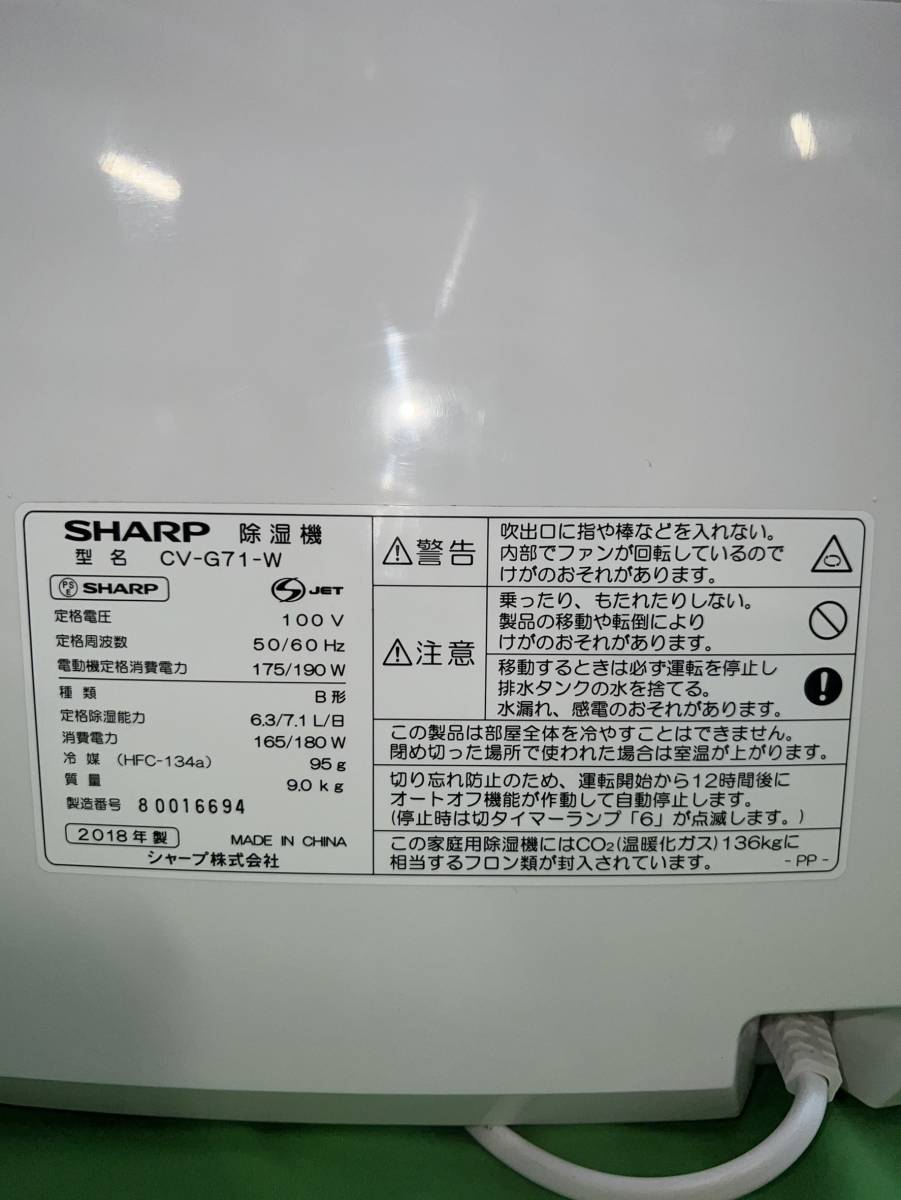 SHARP 除湿機
型 名 CV-G71-W
PS E SHARP S JET
定格電圧 100 V
定格周波数 50/60 Hz
電動機定格消費電力 175/190 W
種 類 B 形
定格除湿能力 6.3/7.1 L/日
消費電力 165/180 W
冷 媒 (HFC-134a) 95 g
質 量 9.0 k g
製造番号 80016694
2018年製 MADE IN CHINA
シャープ株式会社
⚠警告
吹出口に指や棒などを入れない。
内部でファンが回転しているので
けがのおそれがあります。
⚠注意
乗ったり、もたれたりしない。
製品の移動や転倒により
けがのおそれがあります。
移動するときは必ず運転を停止し
排水タンクの水を捨てる。
水漏れ、感電のおそれがあります。
この製品は部屋全体を冷やすことはできません。
閉め切った場所で使われた場合は室温が上がります。
切り忘れ防止のため、運転開始から12時間後に
オートオフ機能が作動して自動停止します。
(停止時は切タイマーランプ「6」が点滅します。)
この家庭用除湿機にはCO₂(温暖化ガス)136kgに
相当するフロン類が封入されています。 - PP -